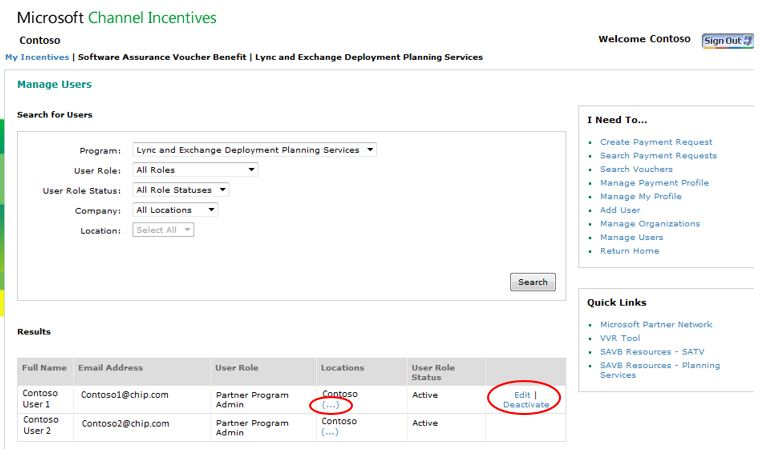 Microsoft Channel Incentives
Contoso
Welcome Contoso
Sign Out
My Incentives | Software Assurance Voucher Benefit | Lync and Exchange Deployment Planning Services
Manage Users
Search for Users
Program: Lync and Exchange Deployment Planning Services
User Role: All Roles
User Role Status: All Role Statuses
Company: All Locations
Location: Select All
Search
Results
Full Name Email Address User Role Locations User Role Status
Contoso User 1 Contoso1@chip.com Partner Program Admin Contoso (...) Active Edit | Deactivate
Contoso User 2 Contoso2@chip.com Partner Program Admin Contoso (...) Active
I Need To...
Create Payment Request
Search Payment Requests
Search Vouchers
Manage Payment Profile
Manage My Profile
Add User
Manage Organizations
Manage Users
Return Home
Quick Links
Microsoft Partner Network
VVR Tool
SAVB Resources - SATV
SAVB Resources - Planning
Services